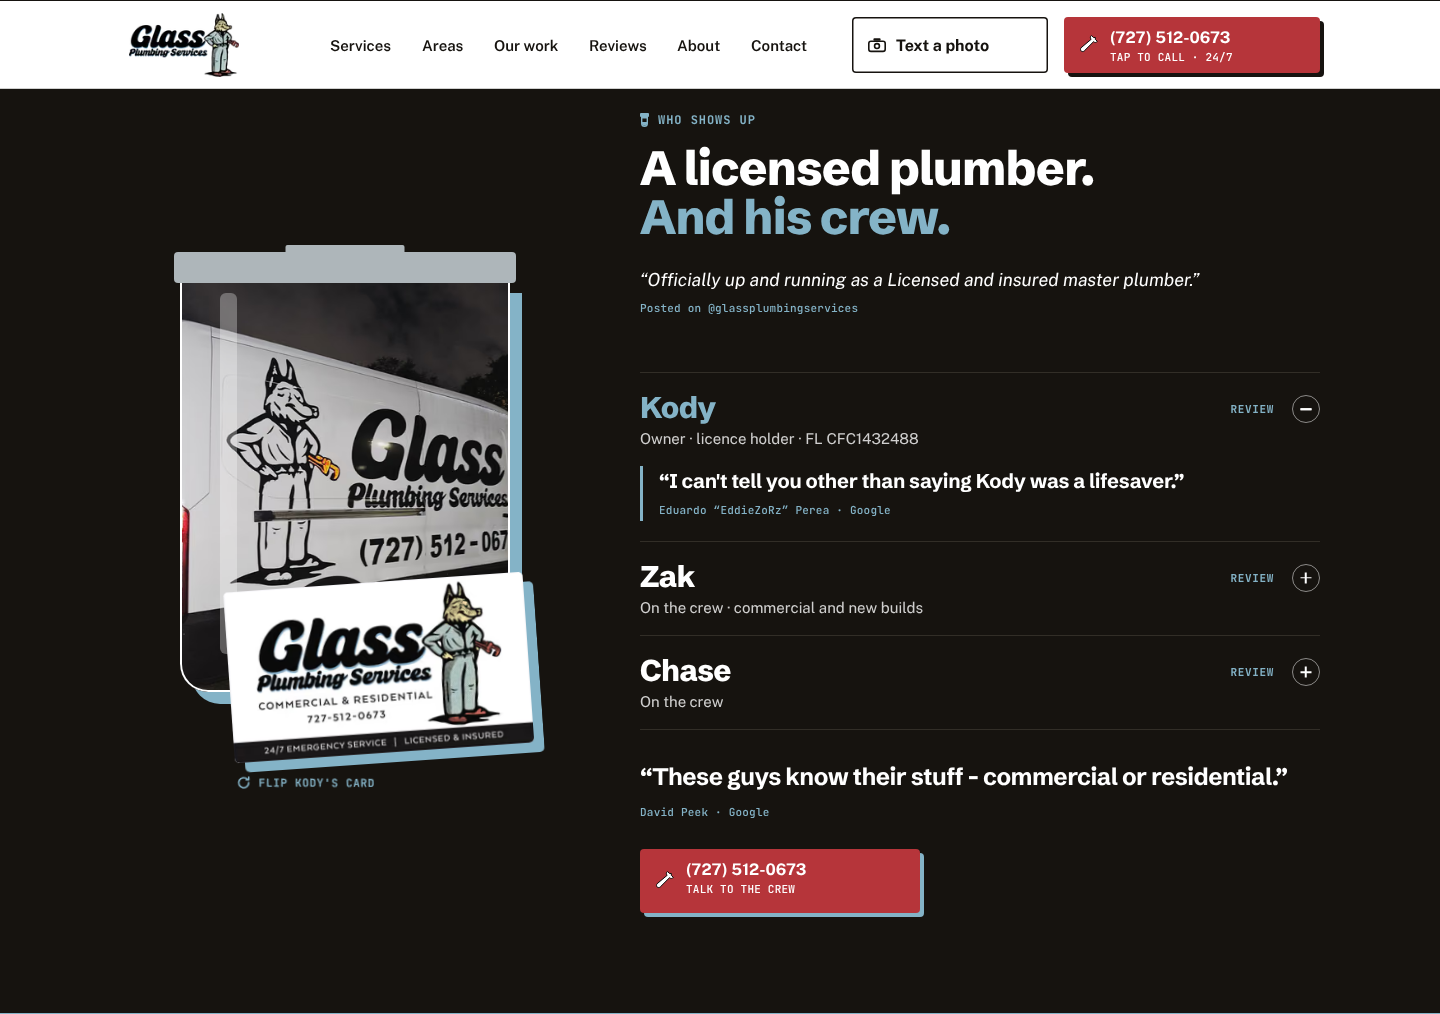 Glass
Plumbing Services
Services
Areas
Our work
Reviews
About
Contact
Text a photo
(727) 512-0673
TAP TO CALL · 24/7
WHO SHOWS UP
A licensed plumber.
And his crew.
“Officially up and running as a Licensed and insured master plumber.”
Posted on @glassplumbingservices
Kody
REVIEW
Owner · licence holder · FL CFC1432488
“I can't tell you other than saying Kody was a lifesaver.”
Eduardo “EddieZoRz” Perea · Google
Zak
REVIEW
On the crew · commercial and new builds
Chase
REVIEW
On the crew
“These guys know their stuff - commercial or residential.”
David Peek · Google
(727) 512-0673
TALK TO THE CREW
Glass
Plumbing Services
(727) 512-067
Glass
Plumbing Services
COMMERCIAL & RESIDENTIAL
727-512-0673
24/7 EMERGENCY SERVICE | LICENSED & INSURED
FLIP KODY'S CARD